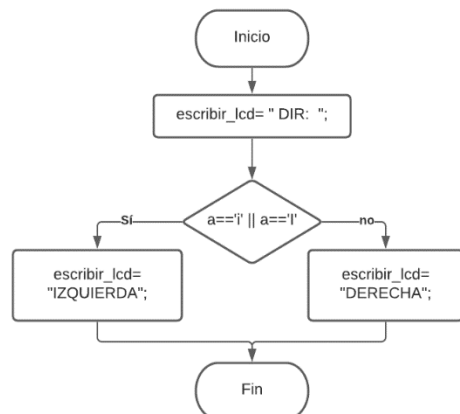 Inicio
escribir_lcd= " DIR:  ";
Sí
a=='i' || a=='I'
no
escribir_lcd=
"IZQUIERDA";
escribir_lcd=
"DERECHA";
Fin